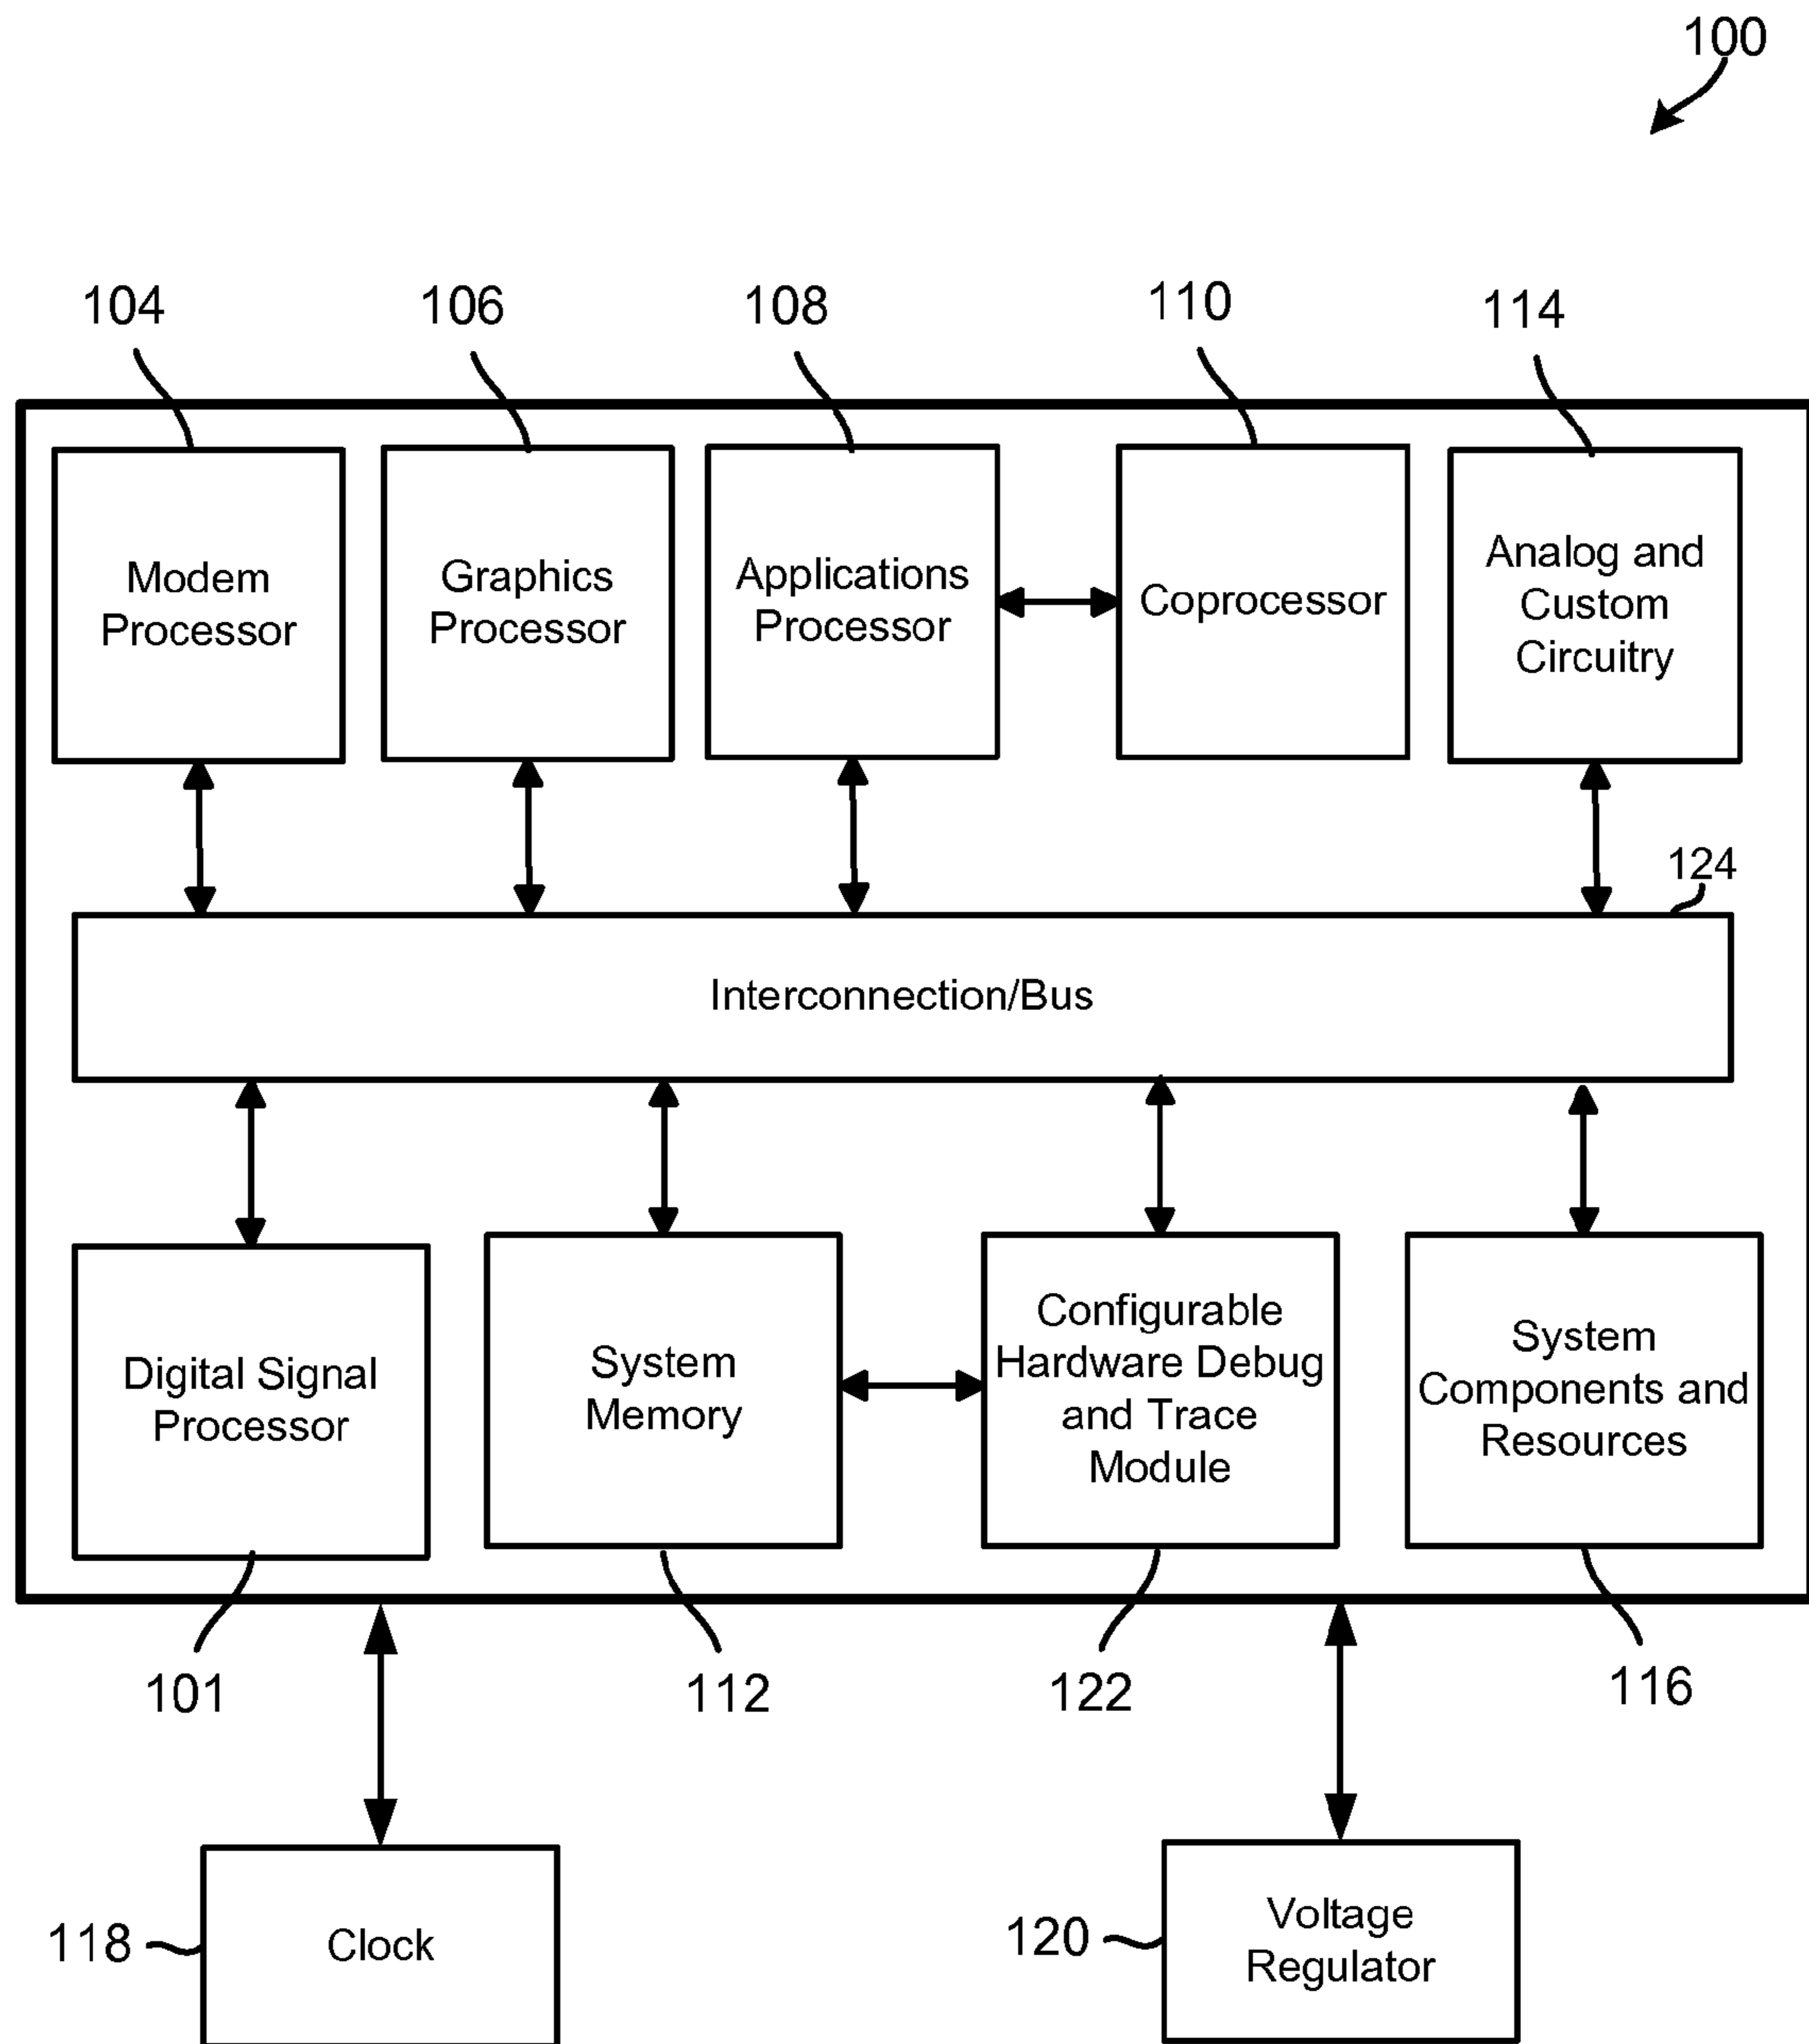 100
104
106
108
110
114
Modem
Processor
Graphics
Processor
Applications
Processor
Coprocessor
Analog and
Custom
Circuitry
124
Interconnection/Bus
Digital Signal
Processor
System
Memory
Configurable
Hardware Debug
and Trace
Module
System
Components and
Resources
101
112
122
116
118
Clock
120
Voltage
Regulator